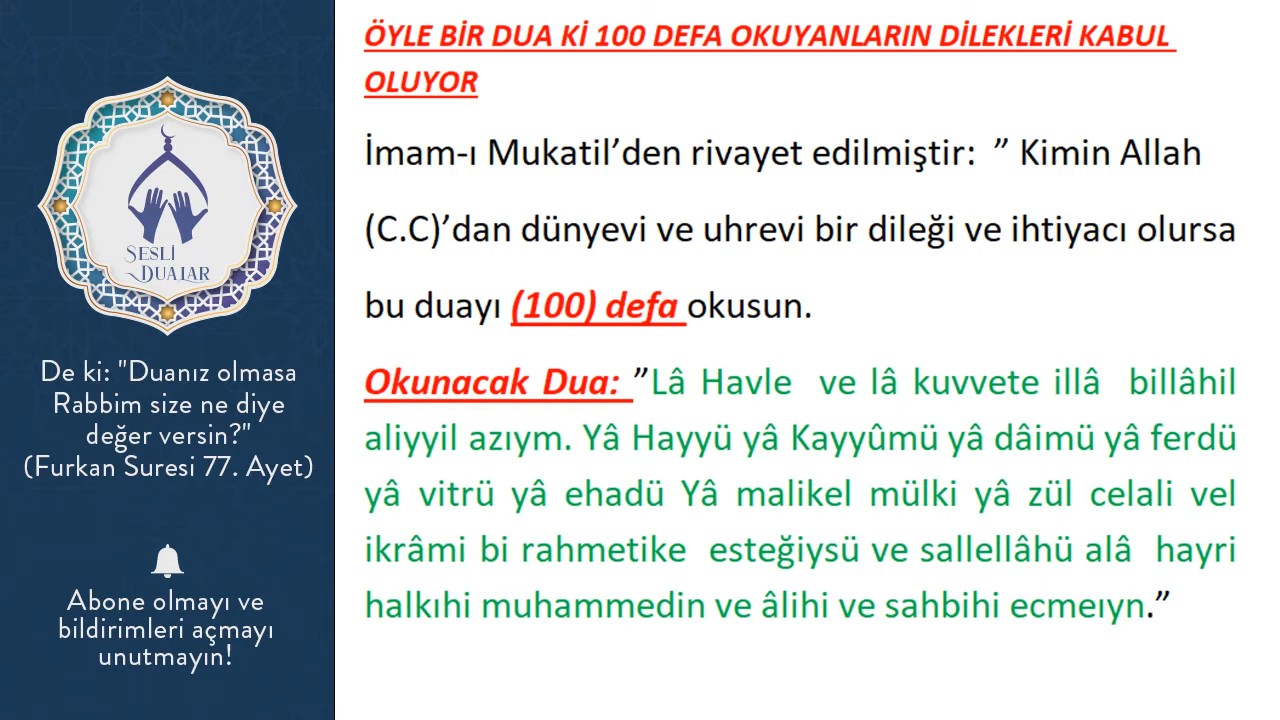 SESLİ
DUALAR
De ki: "Duanız olmasa
Rabbim size ne diye
değer versin?"
(Furkan Suresi 77. Ayet)
Abone olmayı ve
bildirimleri açmayı
unutmayın!
ÖYLE BİR DUA Kİ 100 DEFA OKUYANLARIN DİLEKLERİ KABUL
OLUYOR
İmam-ı Mukatil’den rivayet edilmiştir: ” Kimin Allah
(C.C)’dan dünyevi ve uhrevi bir dileği ve ihtiyacı olursa
bu duayı (100) defa okusun.
Okunacak Dua: ”Lâ Havle ve lâ kuvvete illâ billâhil
aliyyil azıym. Yâ Hayyü yâ Kayyûmü yâ dâimü yâ ferdü
yâ vitrü yâ ehadü Yâ malikel mülki yâ zül celali vel
ikrâmi bi rahmetike esteğiysü ve sallellâhü alâ hayri
halkıhi muhammedin ve âlihi ve sahbihi ecmeıyn.”